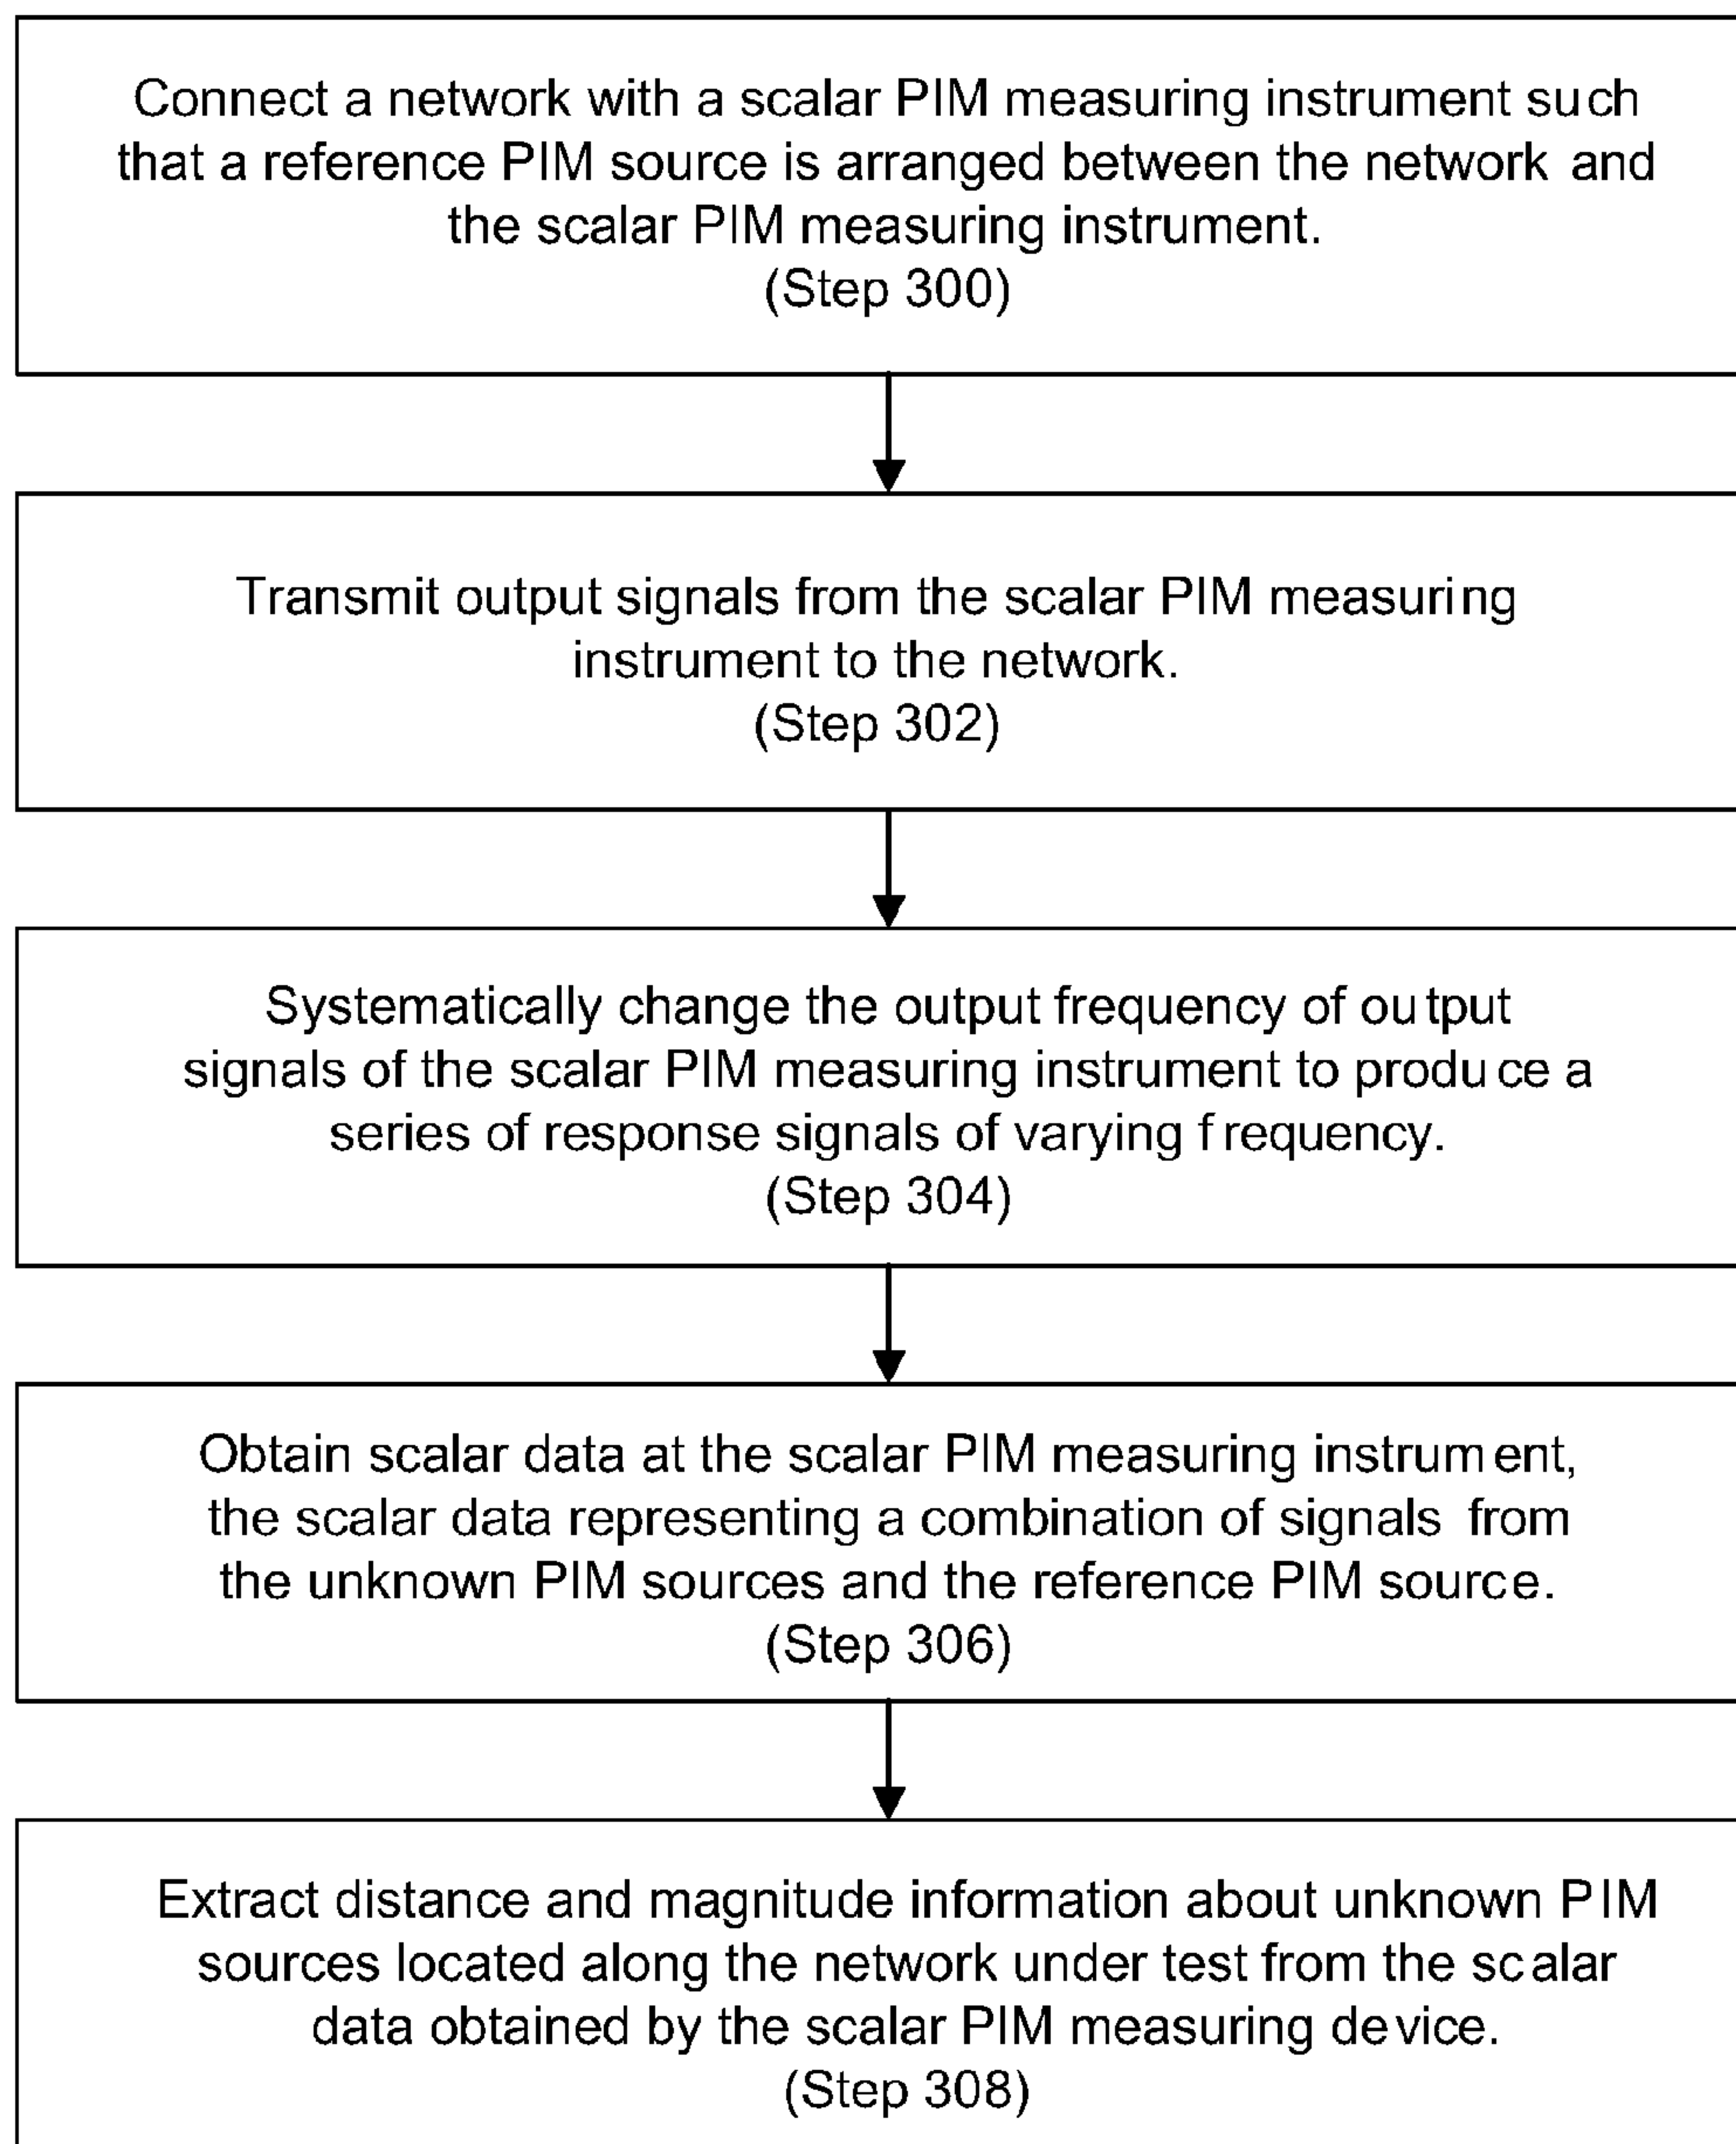 Connect a network with a scalar PIM measuring instrument such
that a reference PIM source is arranged between the network and
the scalar PIM measuring instrument.
(Step 300)
Transmit output signals from the scalar PIM measuring
instrument to the network.
(Step 302)
Systematically change the output frequency of output
signals of the scalar PIM measuring instrument to produce a
series of response signals of varying frequency.
(Step 304)
Obtain scalar data at the scalar PIM measuring instrument,
the scalar data representing a combination of signals from
the unknown PIM sources and the reference PIM source.
(Step 306)
Extract distance and magnitude information about unknown PIM
sources located along the network under test from the scalar
data obtained by the scalar PIM measuring device.
(Step 308)